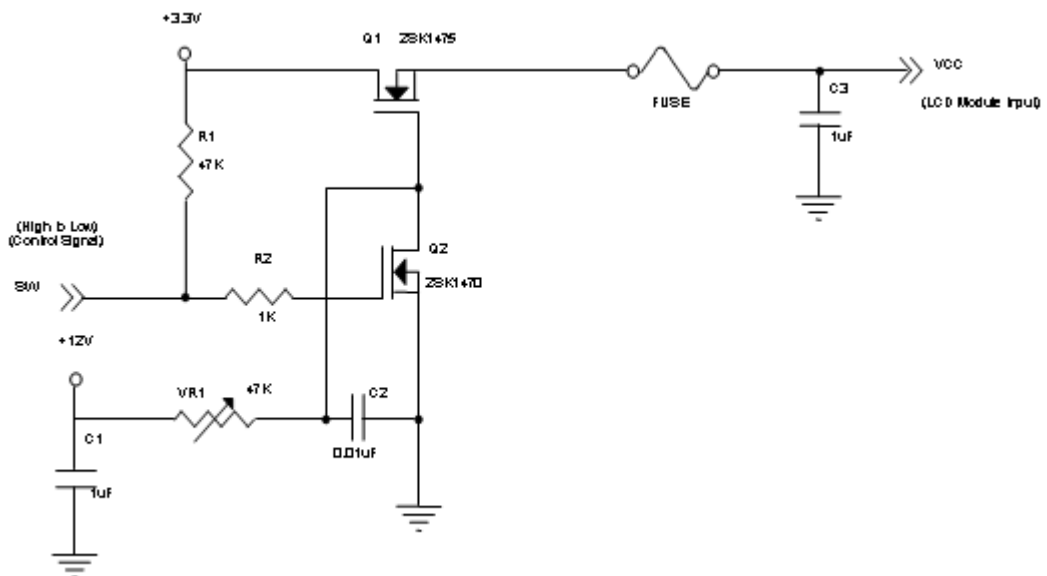 +3.3V
Q1 2SK1475
VCC
FUSE
C3
(LCD Module Input)
1uF
R1
47K
(High to Low)
(Control Signal)
Q2
R2
2SK1470
SW
1K
+12V
VR1
47K
C2
C1
0.01uF
1uF